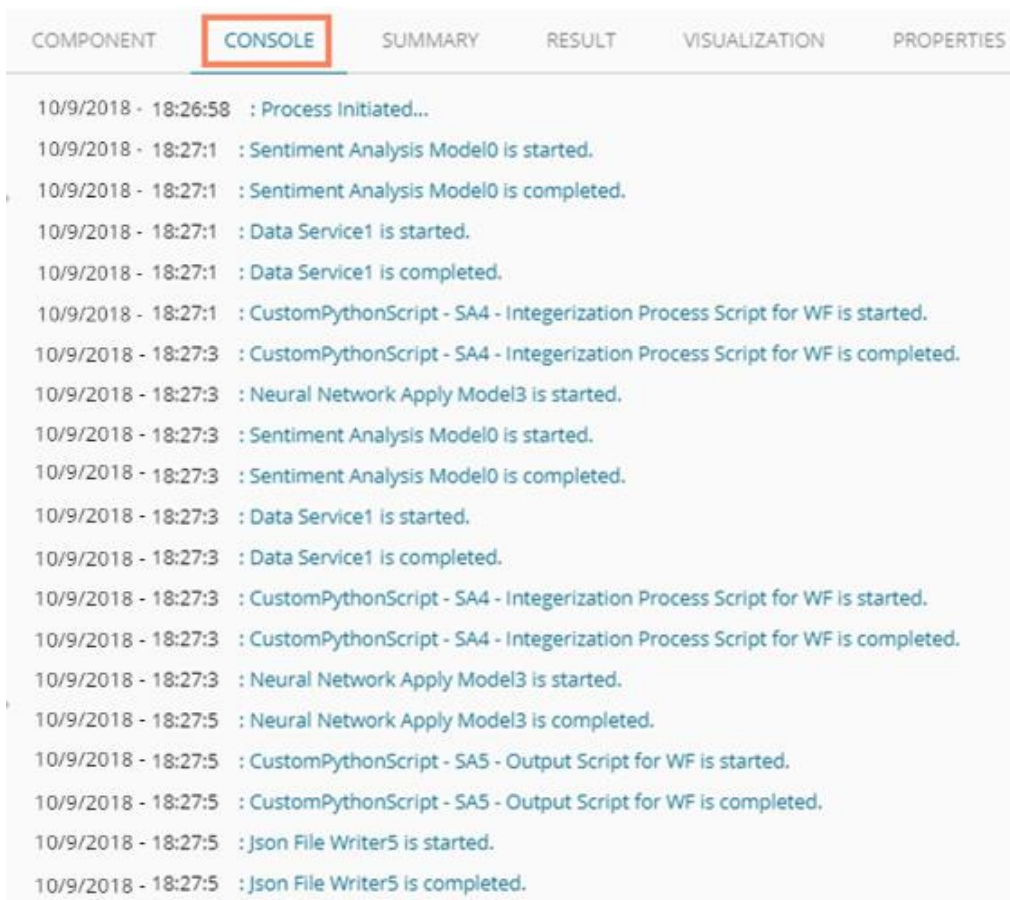 COMPONENT CONSOLE SUMMARY RESULT VISUALIZATION PROPERTIES
10/9/2018 - 18:26:58 : Process Initiated...
10/9/2018 - 18:27:1 : Sentiment Analysis Model0 is started.
10/9/2018 - 18:27:1 : Sentiment Analysis Model0 is completed.
10/9/2018 - 18:27:1 : Data Service1 is started.
10/9/2018 - 18:27:1 : Data Service1 is completed.
10/9/2018 - 18:27:1 : CustomPythonScript - SA4 - Integerization Process Script for WF is started.
10/9/2018 - 18:27:3 : CustomPythonScript - SA4 - Integerization Process Script for WF is completed.
10/9/2018 - 18:27:3 : Neural Network Apply Model3 is started.
10/9/2018 - 18:27:3 : Sentiment Analysis Model0 is started.
10/9/2018 - 18:27:3 : Sentiment Analysis Model0 is completed.
10/9/2018 - 18:27:3 : Data Service1 is started.
10/9/2018 - 18:27:3 : Data Service1 is completed.
10/9/2018 - 18:27:3 : CustomPythonScript - SA4 - Integerization Process Script for WF is started.
10/9/2018 - 18:27:3 : CustomPythonScript - SA4 - Integerization Process Script for WF is completed.
10/9/2018 - 18:27:3 : Neural Network Apply Model3 is started.
10/9/2018 - 18:27:5 : Neural Network Apply Model3 is completed.
10/9/2018 - 18:27:5 : CustomPythonScript - SA5 - Output Script for WF is started.
10/9/2018 - 18:27:5 : CustomPythonScript - SA5 - Output Script for WF is completed.
10/9/2018 - 18:27:5 : Json File Writer5 is started.
10/9/2018 - 18:27:5 : Json File Writer5 is completed.